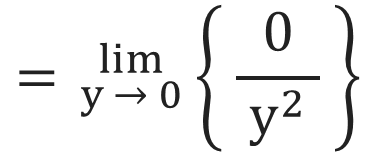 = lim y → 0 { 0 / y² }